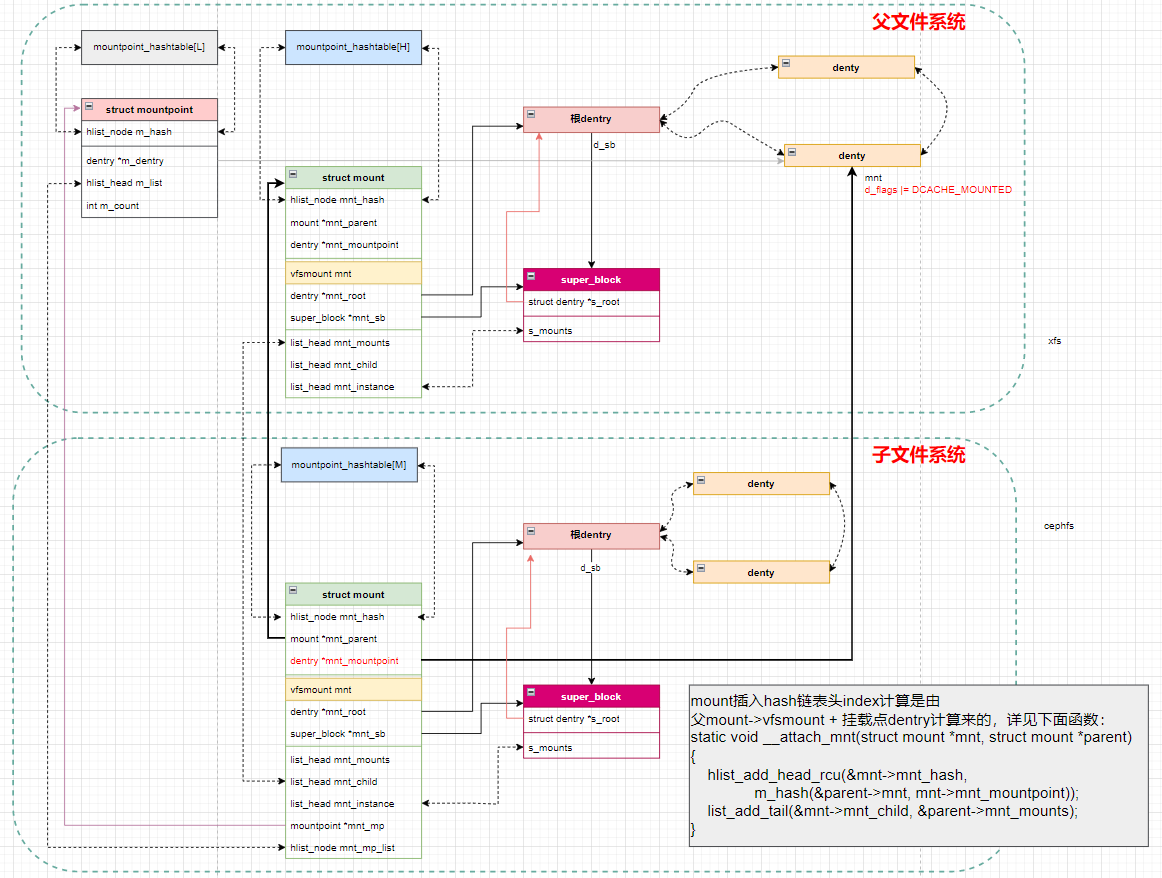 父文件系统
mountpoint_hashtable[L]
mountpoint_hashtable[H]
struct mountpoint
hlist_node m_hash
dentry *m_dentry
hlist_head m_list
int m_count
struct mount
hlist_node mnt_hash
mount *mnt_parent
dentry *mnt_mountpoint
vfsmount mnt
dentry *mnt_root
super_block *mnt_sb
list_head mnt_mounts
list_head mnt_child
list_head mnt_instance
根dentry
d_sb
super_block
struct dentry *s_root
s_mounts
denty
denty
mnt
d_flags |= DCACHE_MOUNTED
xfs
子文件系统
mountpoint_hashtable[M]
struct mount
hlist_node mnt_hash
mount *mnt_parent
dentry *mnt_mountpoint
vfsmount mnt
dentry *mnt_root
super_block *mnt_sb
list_head mnt_mounts
list_head mnt_child
list_head mnt_instance
mountpoint *mnt_mp
hlist_node mnt_mp_list
根dentry
d_sb
super_block
struct dentry *s_root
s_mounts
denty
denty
cephfs
mount插入hash链表头index计算是由
父mount->vfsmount + 挂载点dentry计算来的，详见下面函数：
static void __attach_mnt(struct mount *mnt, struct mount *parent)
{
hlist_add_head_rcu(&mnt->mnt_hash,
m_hash(&parent->mnt, mnt->mnt_mountpoint));
list_add_tail(&mnt->mnt_child, &parent->mnt_mounts);
}